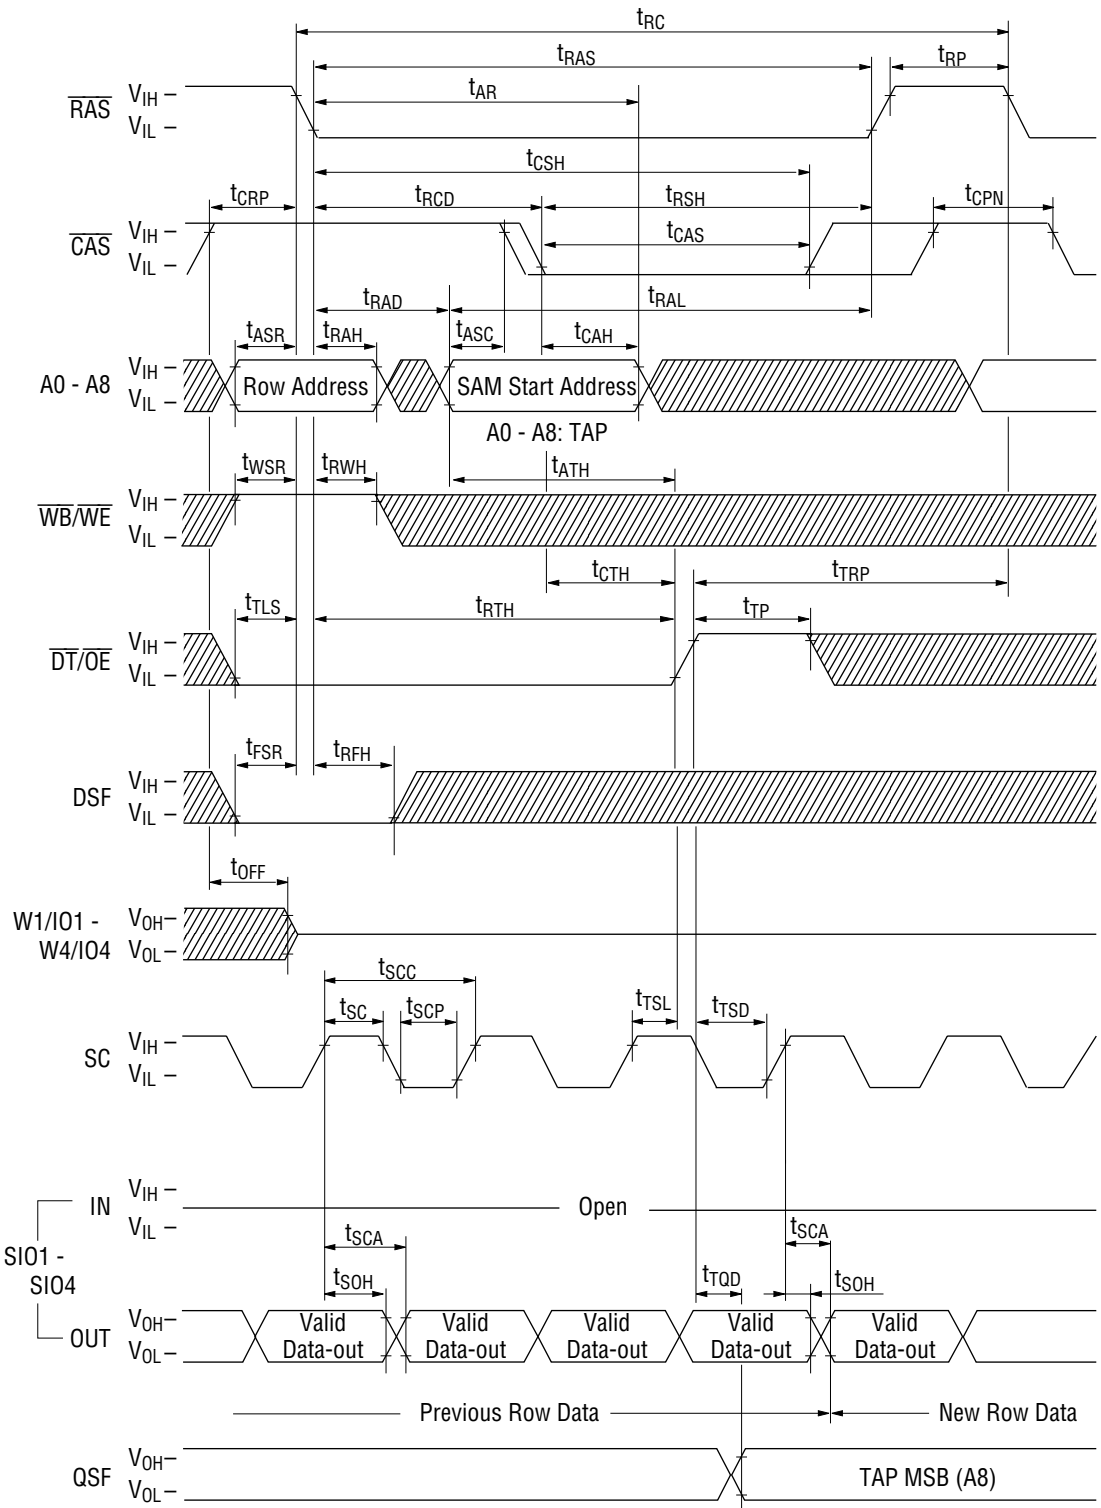 tRC
tRAS
tRP
tAR
RAS
VIH –
VIL –
tCSH
tCRP
tRCD
tRSH
tCPN
CAS
VIH –
VIL –
tCAS
tRAD
tRAL
tASR
tRAH
tASC
tCAH
A0 - A8
VIH –
VIL –
Row Address
SAM Start Address
A0 - A8: TAP
tWSR
tRWH
tATH
WB/WE
VIH –
VIL –
tCTH
tTRP
tTLS
tRTH
tTP
DT/OE
VIH –
VIL –
tFSR
tRFH
DSF
VIH –
VIL –
tOFF
W1/IO1 -
W4/IO4
VOH –
VOL –
tSCC
tSC
tSCP
tTSL
tTSD
SC
VIH –
VIL –
IN
VIH –
VIL –
Open
SIO1 -
SIO4
tSCA
tSCA
tSOH
tTQD
tSOH
OUT
VOH –
VOL –
Valid
Data-out
Valid
Data-out
Valid
Data-out
Valid
Data-out
Valid
Data-out
Previous Row Data
New Row Data
QSF
VOH –
VOL –
TAP MSB (A8)